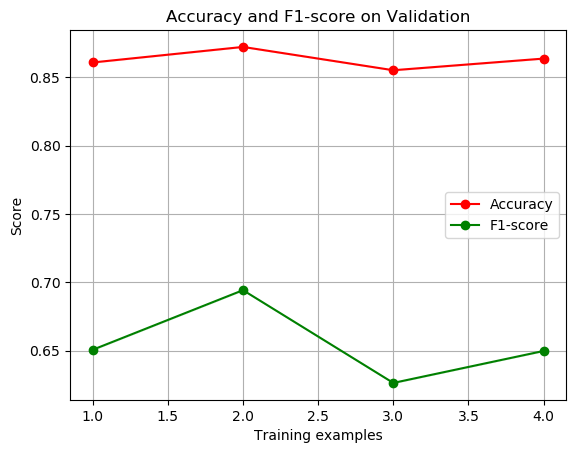 Accuracy and F1-score on Validation
Score
0.85
0.80
0.75
0.70
0.65
Accuracy
F1-score
1.0 1.5 2.0 2.5 3.0 3.5 4.0
Training examples